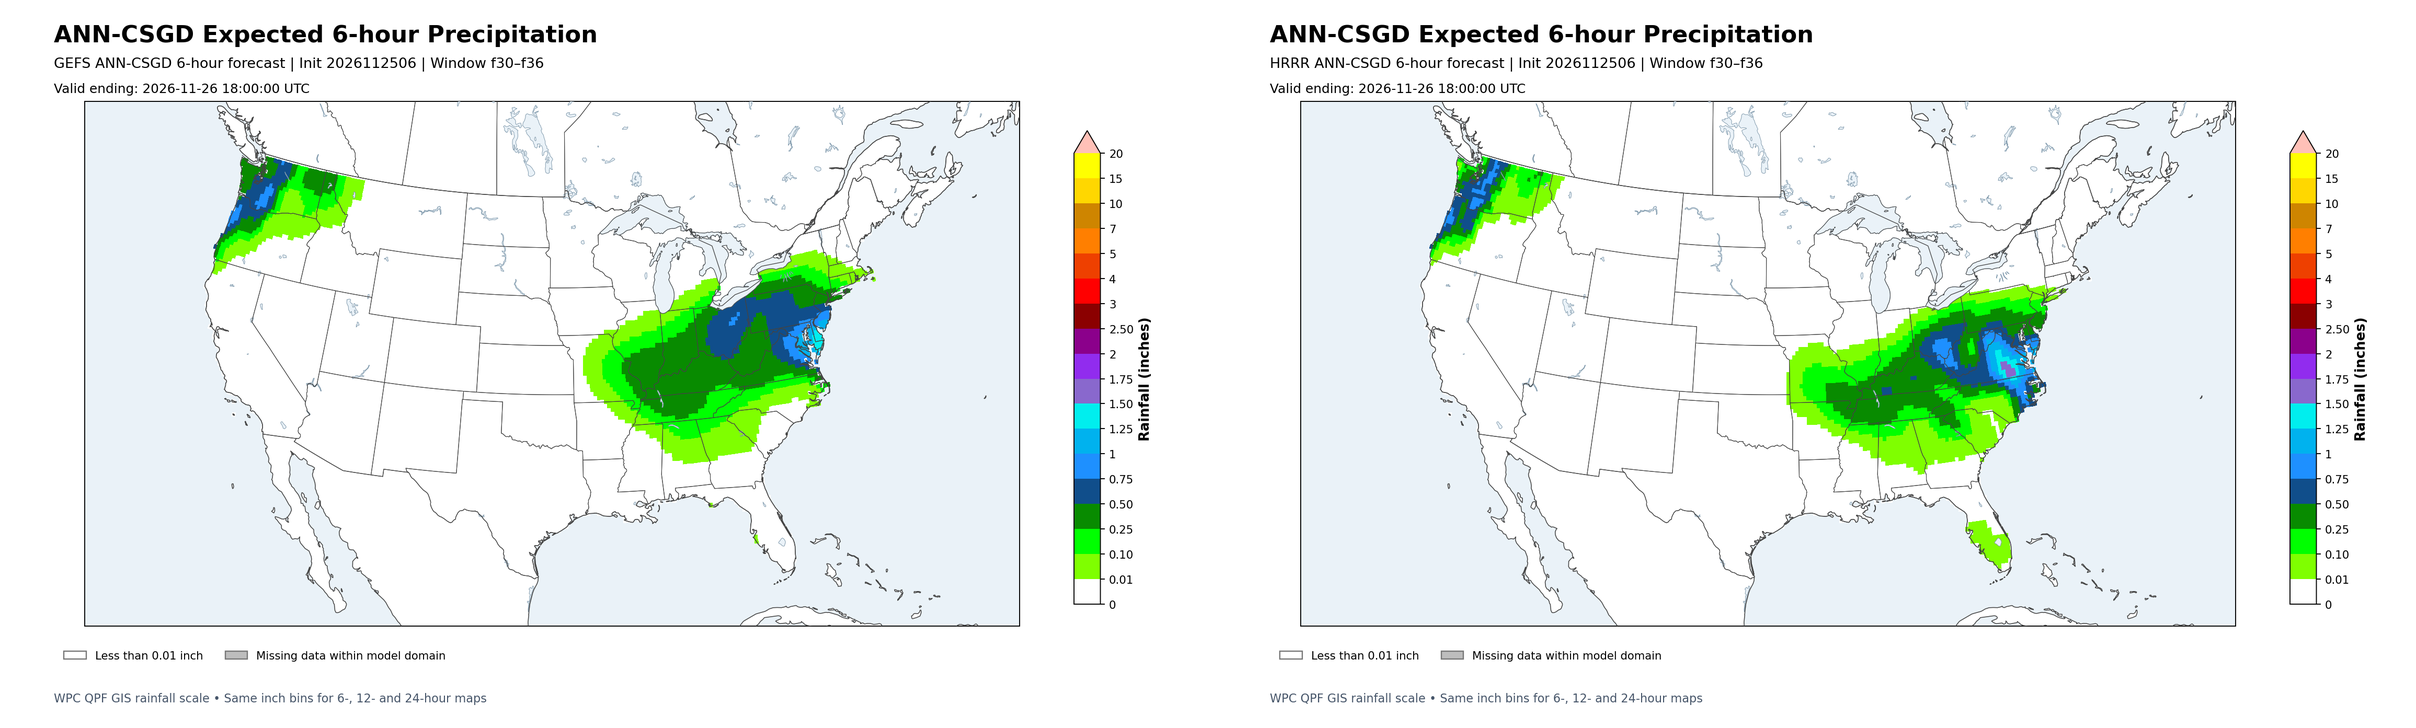 ANN-CSGD Expected 6-hour Precipitation
GEFS ANN-CSGD 6-hour forecast | Init 2026112506 | Window f30–f36
Valid ending: 2026-11-26 18:00:00 UTC
20
15
10
7
5
4
3
2.50
2
1.75
1.50
1.25
1
0.75
0.50
0.25
0.10
0.01
0
Rainfall (inches)
Less than 0.01 inch
Missing data within model domain
WPC QPF GIS rainfall scale • Same inch bins for 6-, 12- and 24-hour maps
ANN-CSGD Expected 6-hour Precipitation
HRRR ANN-CSGD 6-hour forecast | Init 2026112506 | Window f30–f36
Valid ending: 2026-11-26 18:00:00 UTC
20
15
10
7
5
4
3
2.50
2
1.75
1.50
1.25
1
0.75
0.50
0.25
0.10
0.01
0
Rainfall (inches)
Less than 0.01 inch
Missing data within model domain
WPC QPF GIS rainfall scale • Same inch bins for 6-, 12- and 24-hour maps